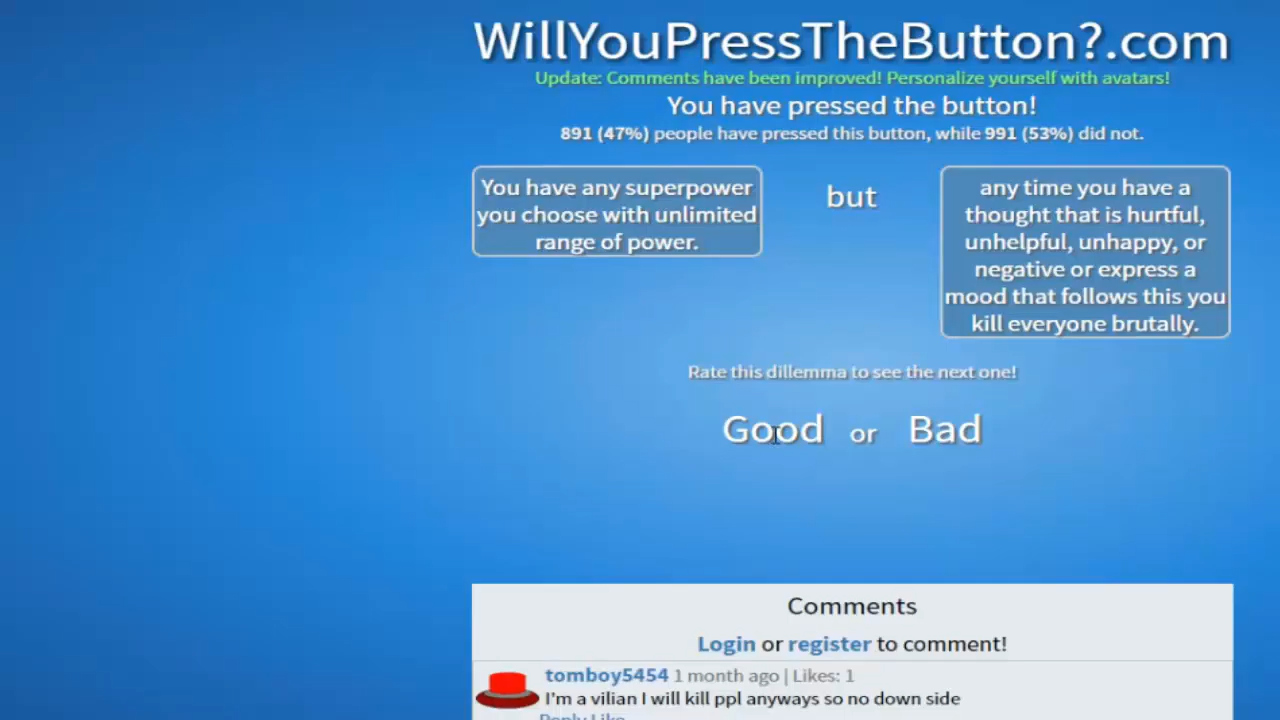 WillYouPressTheButton?.com
Update: Comments have been improved! Personalize yourself with avatars!
You have pressed the button!
891 (47%) people have pressed this button, while 991 (53%) did not.
You have any superpower
you choose with unlimited
range of power.
but
any time you have a
thought that is hurtful,
unhelpful, unhappy, or
negative or express a
mood that follows this you
kill everyone brutally.
Rate this dillemma to see the next one!
Good or Bad
Comments
Login or register to comment!
tomboy5454 1 month ago | Likes: 1
I'm a vilian I will kill ppl anyways so no down side
Reply Like